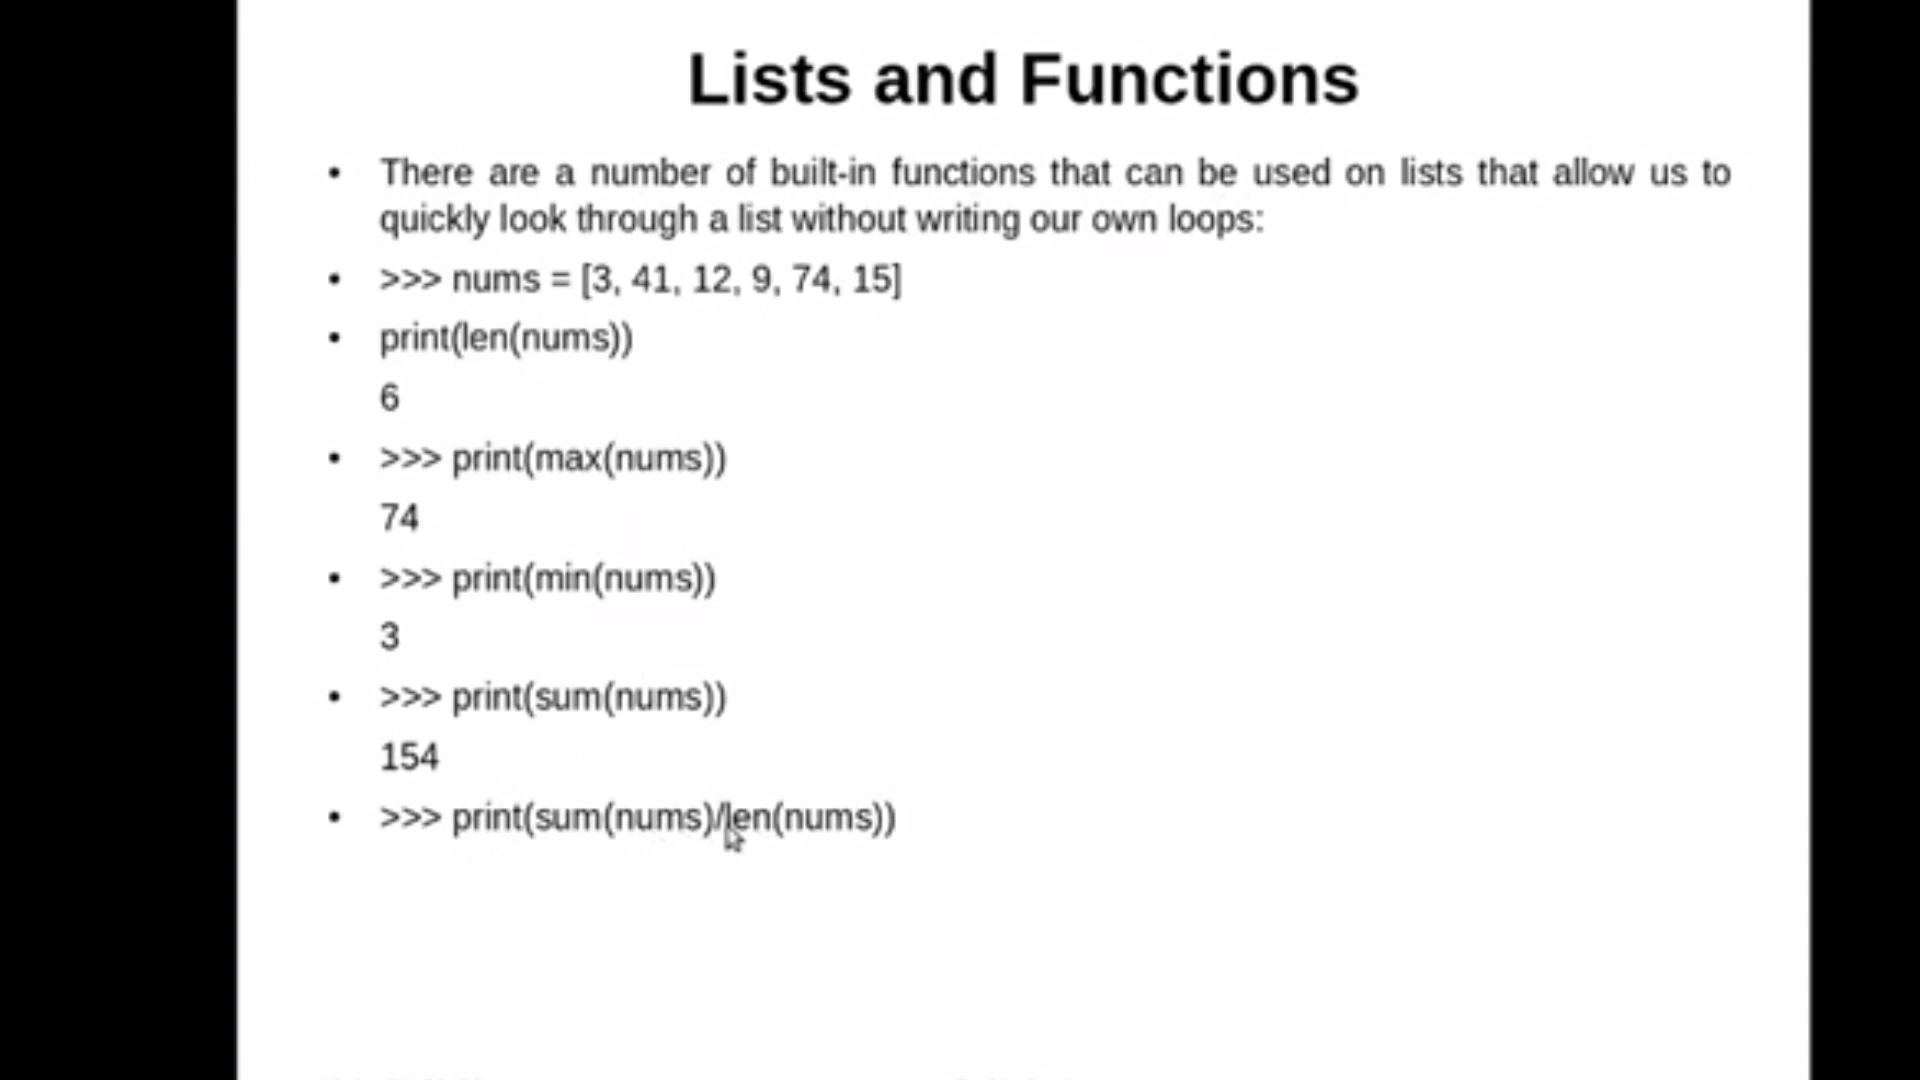 Lists and Functions
• There are a number of built-in functions that can be used on lists that allow us to
quickly look through a list without writing our own loops:
• >>> nums = [3, 41, 12, 9, 74, 15]
• print(len(nums))
6
• >>> print(max(nums))
74
• >>> print(min(nums))
3
• >>> print(sum(nums))
154
• >>> print(sum(nums)/len(nums))